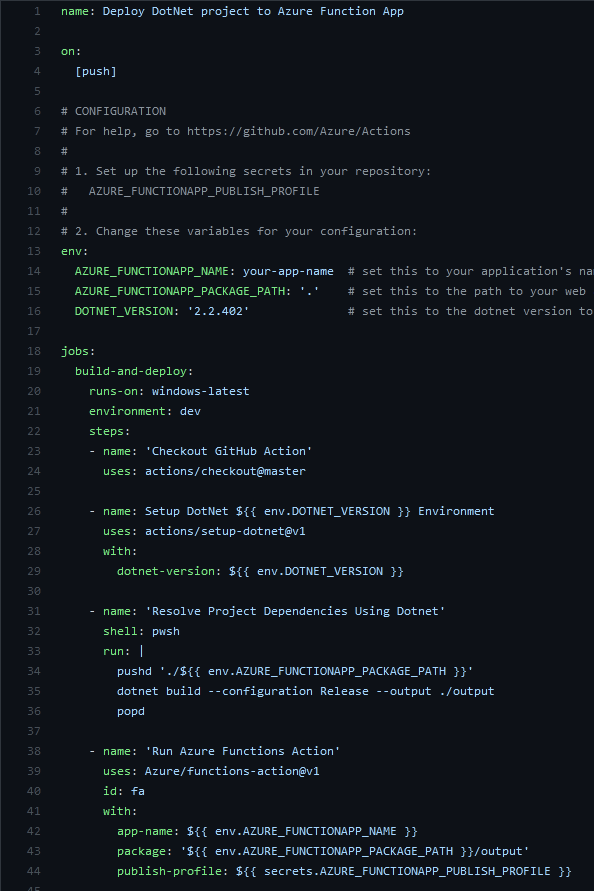 1 name: Deploy DotNet project to Azure Function App
2
3 on:
4   [push]
5
6 # CONFIGURATION
7 # For help, go to https://github.com/Azure/Actions
8 #
9 # 1. Set up the following secrets in your repository:
10 #   AZURE_FUNCTIONAPP_PUBLISH_PROFILE
11 #
12 # 2. Change these variables for your configuration:
13 env:
14   AZURE_FUNCTIONAPP_NAME: your-app-name  # set this to your application's na
15   AZURE_FUNCTIONAPP_PACKAGE_PATH: '.'    # set this to the path to your web
16   DOTNET_VERSION: '2.2.402'              # set this to the dotnet version to
17
18 jobs:
19   build-and-deploy:
20     runs-on: windows-latest
21     environment: dev
22     steps:
23     - name: 'Checkout GitHub Action'
24       uses: actions/checkout@master
25
26     - name: Setup DotNet ${{ env.DOTNET_VERSION }} Environment
27       uses: actions/setup-dotnet@v1
28       with:
29         dotnet-version: ${{ env.DOTNET_VERSION }}
30
31     - name: 'Resolve Project Dependencies Using Dotnet'
32       shell: pwsh
33       run: |
34         pushd './${{ env.AZURE_FUNCTIONAPP_PACKAGE_PATH }}'
35         dotnet build --configuration Release --output ./output
36         popd
37
38     - name: 'Run Azure Functions Action'
39       uses: Azure/functions-action@v1
40       id: fa
41       with:
42         app-name: ${{ env.AZURE_FUNCTIONAPP_NAME }}
43         package: '${{ env.AZURE_FUNCTIONAPP_PACKAGE_PATH }}/output'
44         publish-profile: ${{ secrets.AZURE_FUNCTIONAPP_PUBLISH_PROFILE }}